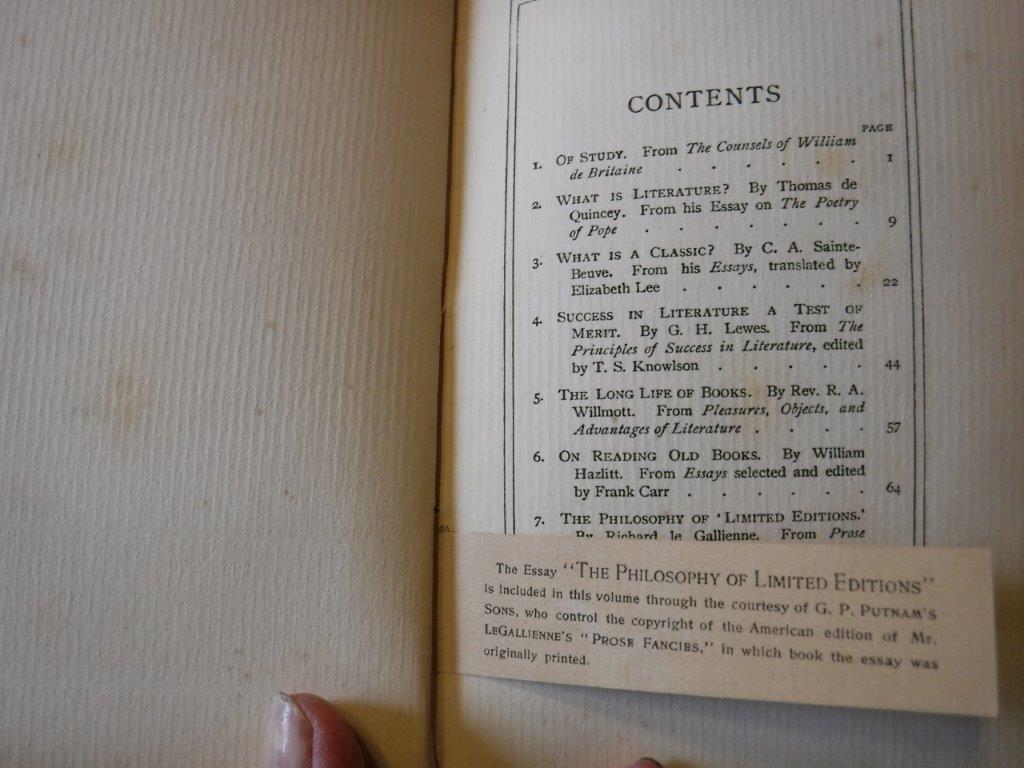 CONTENTS
PAGE
1. OF STUDY. From The Counsels of William
de Britaine . . . . . . 1
2. WHAT IS LITERATURE? By Thomas de
Quincey. From his Essay on The Poetry
of Pope . . . . . . . 9
3. WHAT IS A CLASSIC? By C. A. Sainte-
Beuve. From his Essays, translated by
Elizabeth Lee . . . . . . 22
4. SUCCESS IN LITERATURE A TEST OF
MERIT. By G. H. Lewes. From The
Principles of Success in Literature, edited
by T. S. Knowlson . . . . . 44
5. THE LONG LIFE OF BOOKS. By Rev. R. A.
Willmott. From Pleasures, Objects, and
Advantages of Literature . . . . 57
6. ON READING OLD BOOKS. By William
Hazlitt. From Essays selected and edited
by Frank Carr . . . . . . 64
7. THE PHILOSOPHY OF 'LIMITED EDITIONS.'
By Richard le Gallienne. From Prose
The Essay "THE PHILOSOPHY OF LIMITED EDITIONS"
is included in this volume through the courtesy of G. P. PUTNAM'S
SONS, who control the copyright of the American edition of Mr.
LEGALLIENNE'S "PROSE FANCIES," in which book the essay was
originally printed.